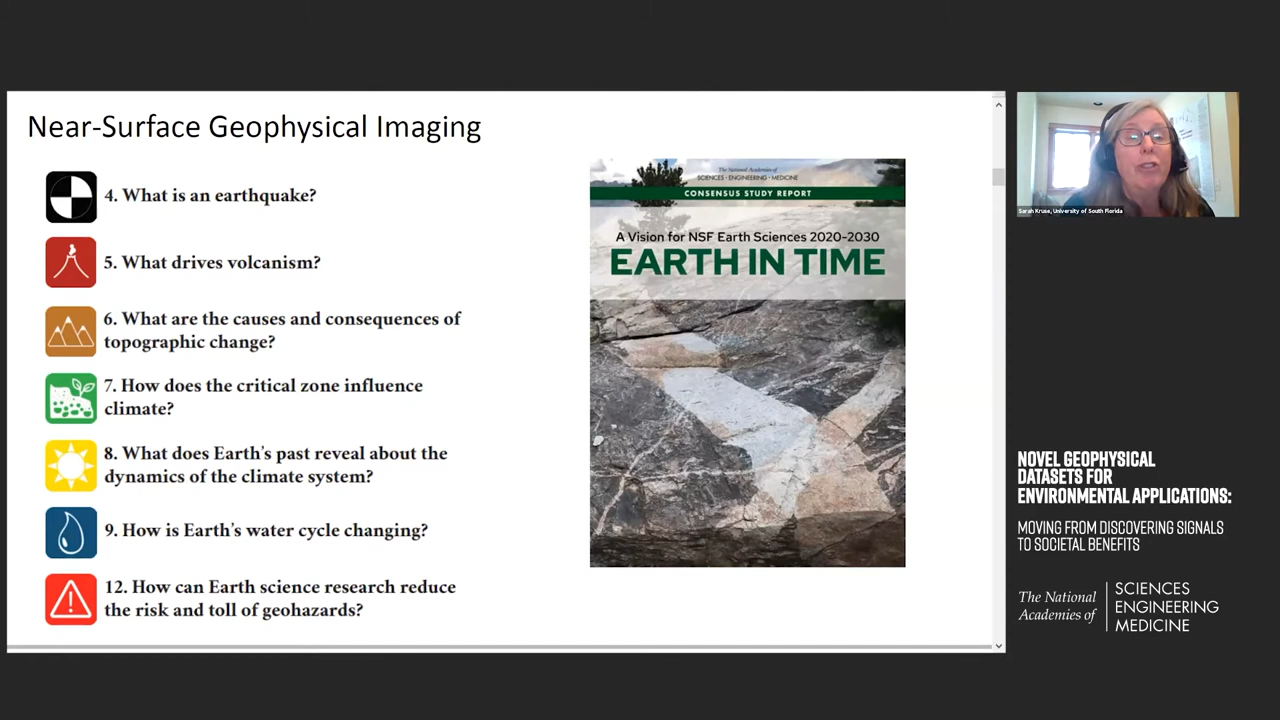 Near-Surface Geophysical Imaging
4. What is an earthquake?
5. What drives volcanism?
6. What are the causes and consequences of
topographic change?
7. How does the critical zone influence
climate?
8. What does Earth's past reveal about the
dynamics of the climate system?
9. How is Earth's water cycle changing?
12. How can Earth science research reduce
the risk and toll of geohazards?
The National Academies of
SCIENCES · ENGINEERING · MEDICINE
CONSENSUS STUDY REPORT
A Vision for NSF Earth Sciences 2020-2030
EARTH IN TIME
Sarah Kruse, University of South Florida
NOVEL GEOPHYSICAL
DATASETS FOR
ENVIRONMENTAL APPLICATIONS:
MOVING FROM DISCOVERING SIGNALS
TO SOCIETAL BENEFITS
The National
Academies of
SCIENCES
ENGINEERING
MEDICINE